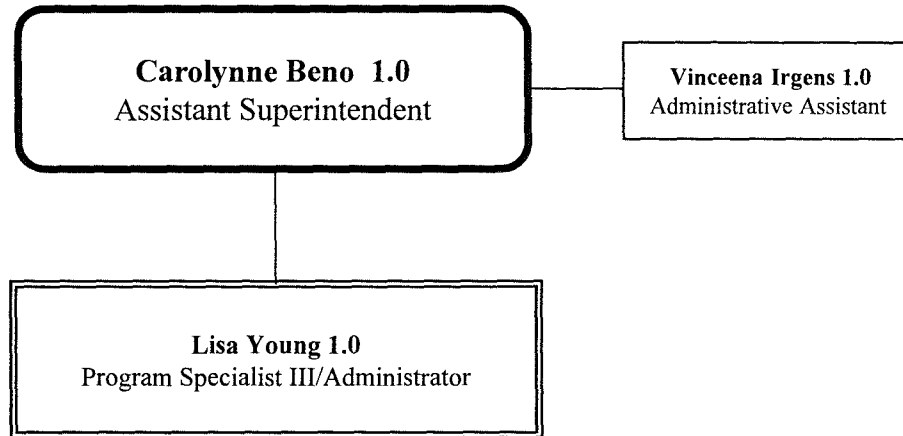 Carolynne Beno 1.0
Assistant Superintendent
Vinceena Irgens 1.0
Administrative Assistant
Lisa Young 1.0
Program Specialist III/Administrator